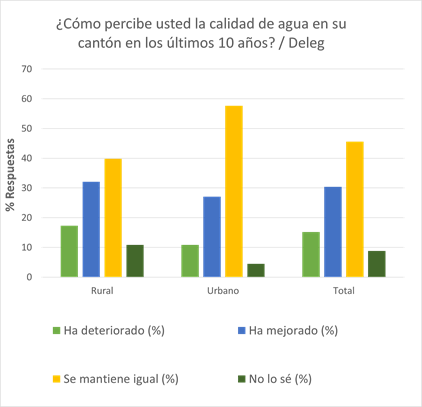 ¿Cómo percibe usted la calidad de agua en su
cantón en los últimos 10 años? / Deleg
70
60
50
40
30
20
10
0
% Respuestas
Rural
Urbano
Total
Ha deteriorado (%)
Ha mejorado (%)
Se mantiene igual (%)
No lo sé (%)